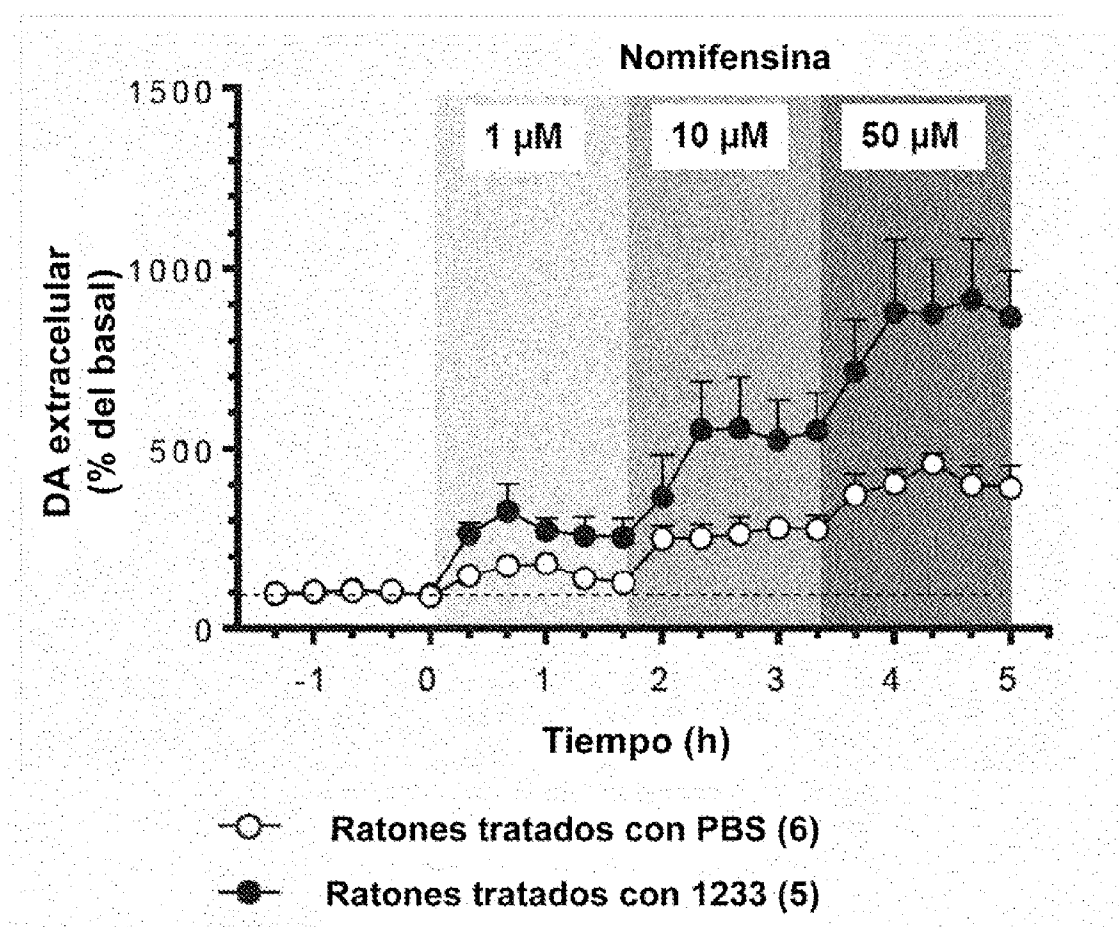 Nomifensina
1500
1 µM
10 µM
50 µM
1000
500
0
DA extracelular
(% del basal)
-1
0
1
2
3
4
5
Tiempo (h)
Ratones tratados con PBS (6)
Ratones tratados con 1233 (5)